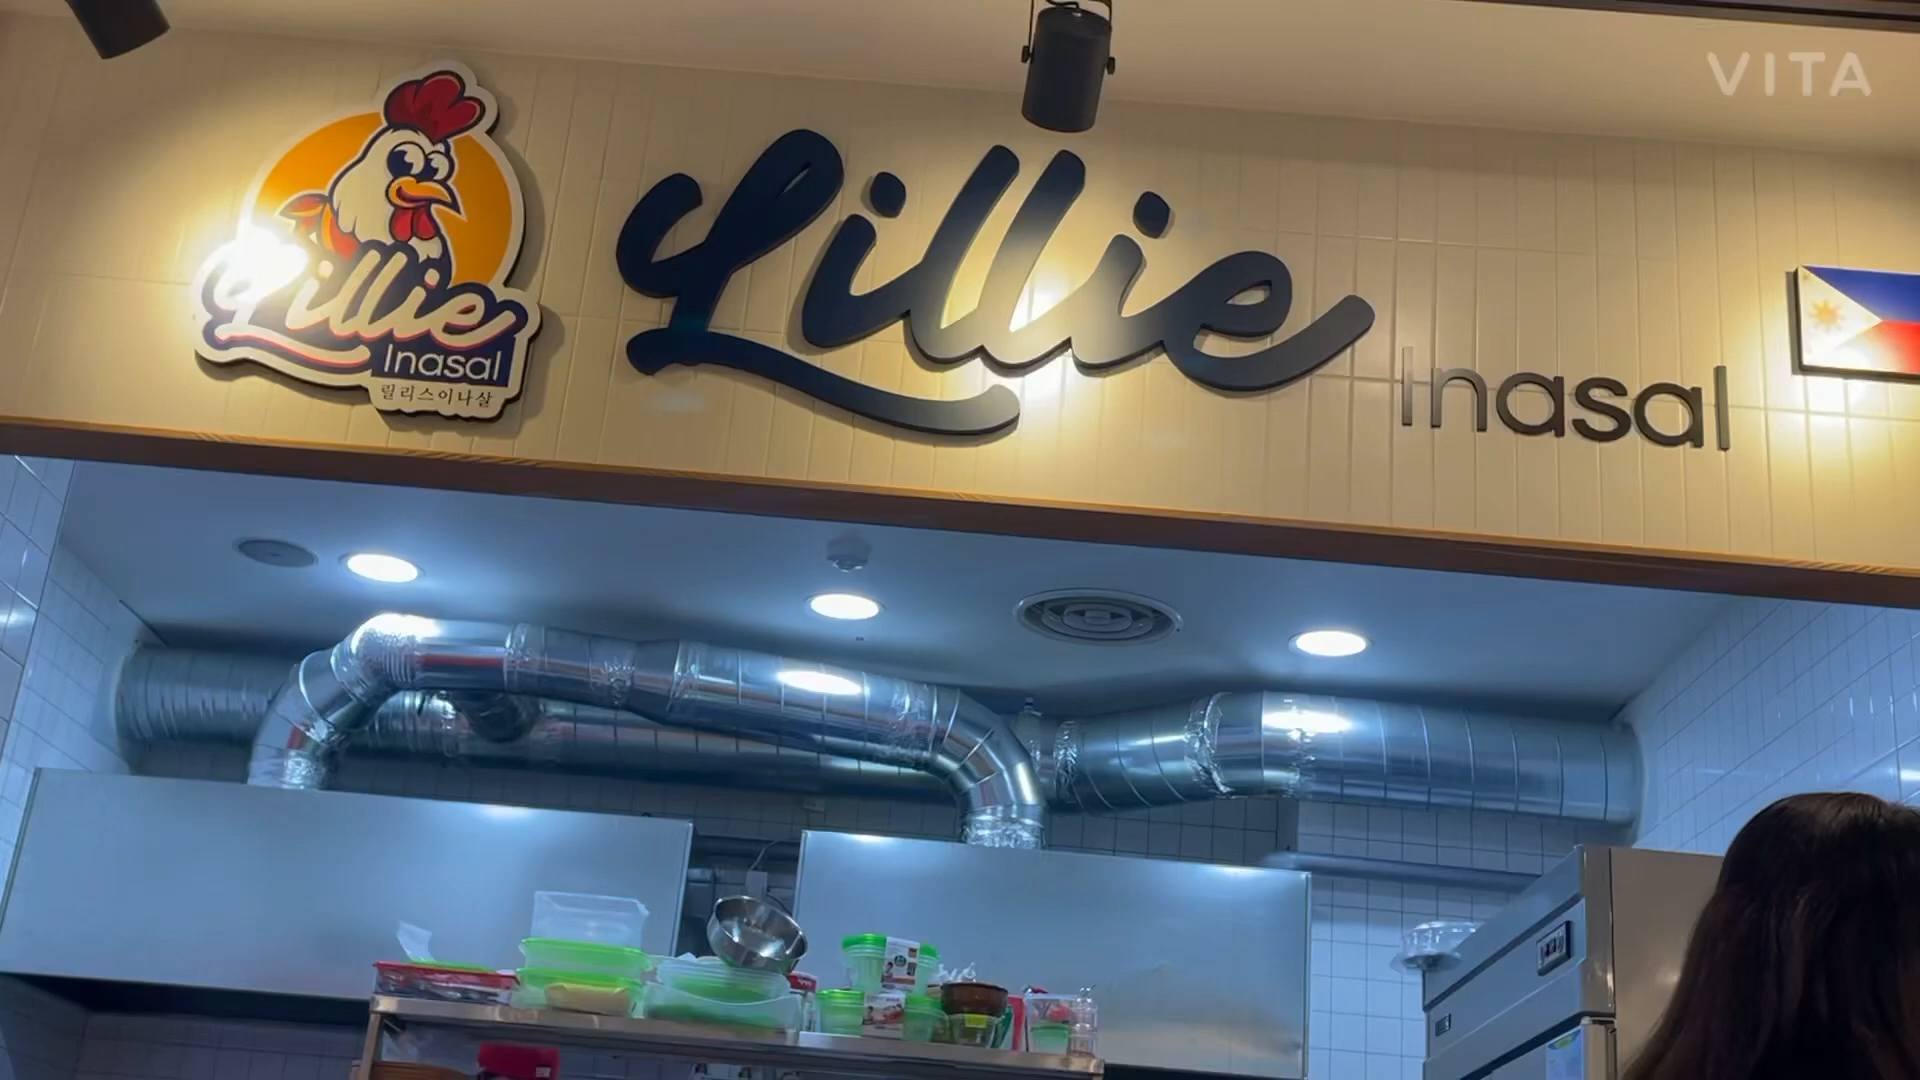 VITA
Lillie
Inasal
릴리스이나살
Lillie
Inasal